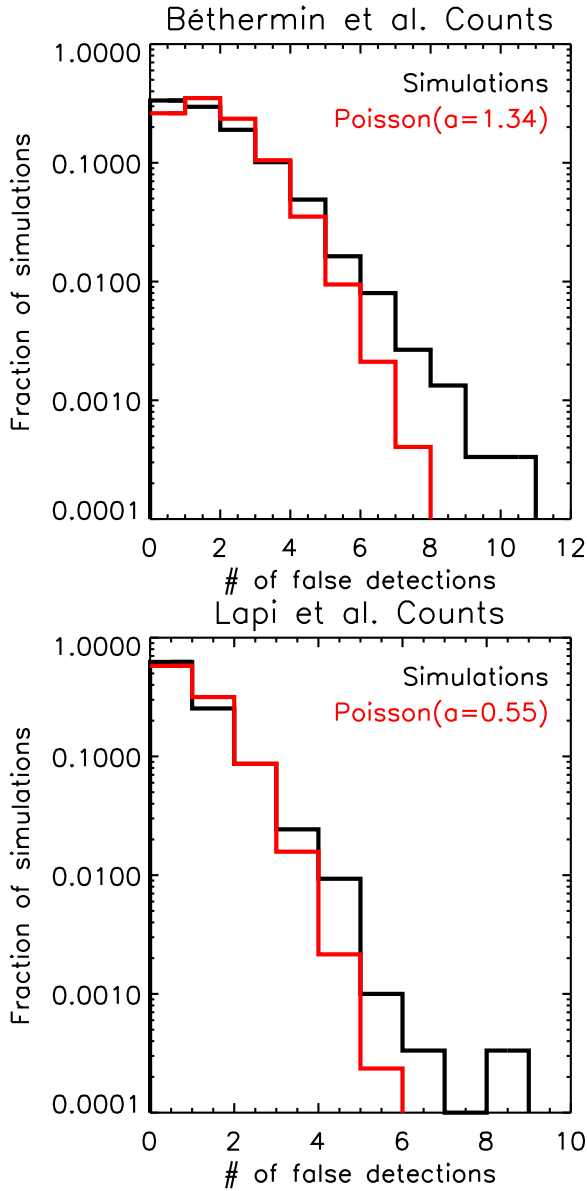 Béthermin et al. Counts
Simulations
Poisson(a=1.34)
Fraction of simulations
1.0000
0.1000
0.0100
0.0010
0.0001
0 2 4 6 8 10 12
# of false detections
Lapi et al. Counts
Simulations
Poisson(a=0.55)
Fraction of simulations
1.0000
0.1000
0.0100
0.0010
0.0001
0 2 4 6 8 10
# of false detections